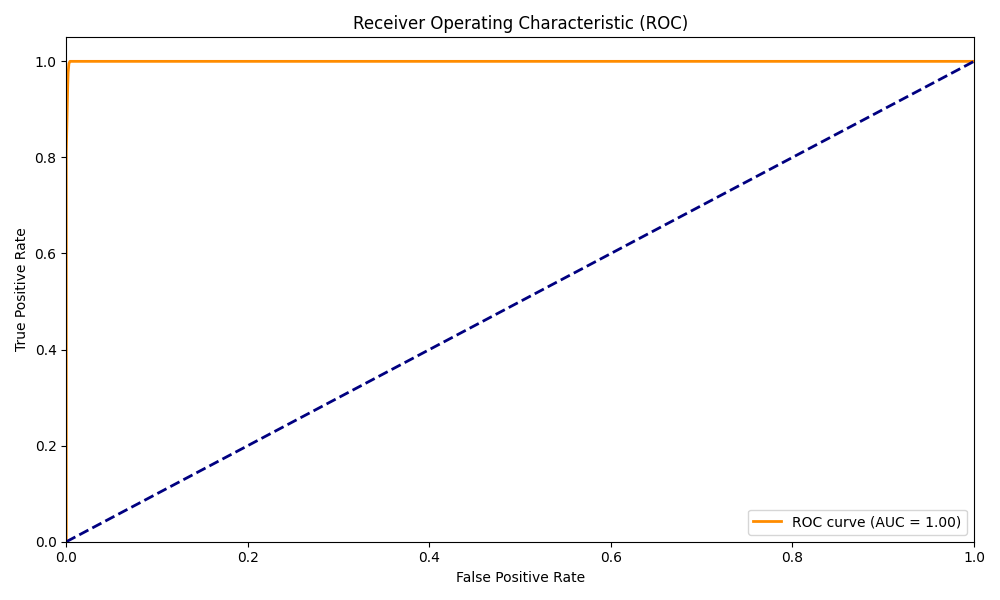 Receiver Operating Characteristic (ROC)
1.0
0.8
0.6
0.4
0.2
0.0
True Positive Rate
0.0 0.2 0.4 0.6 0.8 1.0
False Positive Rate
ROC curve (AUC = 1.00)